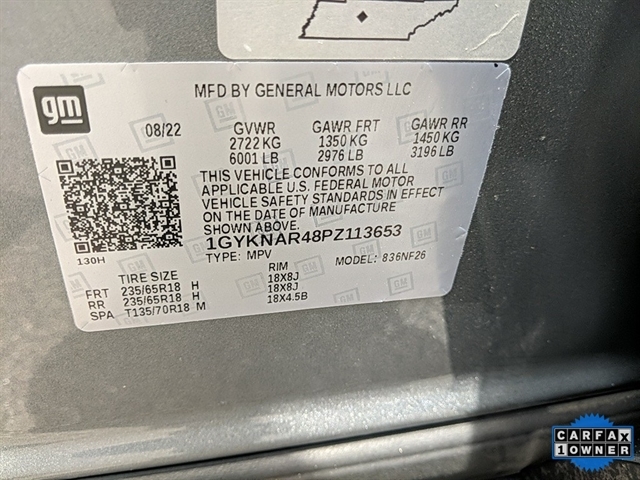 gm
MFD BY GENERAL MOTORS LLC
08/22 GVWR GAWR FRT GAWR RR
2722 KG 1350 KG 1450 KG
6001 LB 2976 LB 3196 LB
THIS VEHICLE CONFORMS TO ALL
APPLICABLE U.S. FEDERAL MOTOR
VEHICLE SAFETY STANDARDS IN EFFECT
ON THE DATE OF MANUFACTURE
SHOWN ABOVE.
1GYKNAR48PZ113653
130H
TYPE: MPV MODEL: 836NF26
TIRE SIZE RIM
FRT 235/65R18 H 18X8J
RR 235/65R18 H 18X8J
SPA T135/70R18 M 18X4.5B
CARFAX
1 OWNER